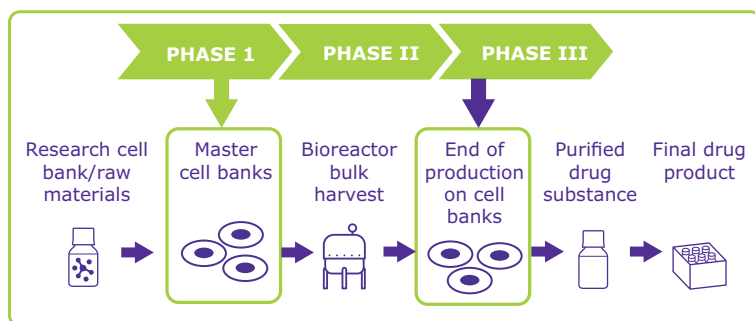 PHASE 1
PHASE II
PHASE III
Research cell
bank/raw
materials
Master
cell banks
Bioreactor
bulk
harvest
End of
production
on cell
banks
Purified
drug
substance
Final drug
product